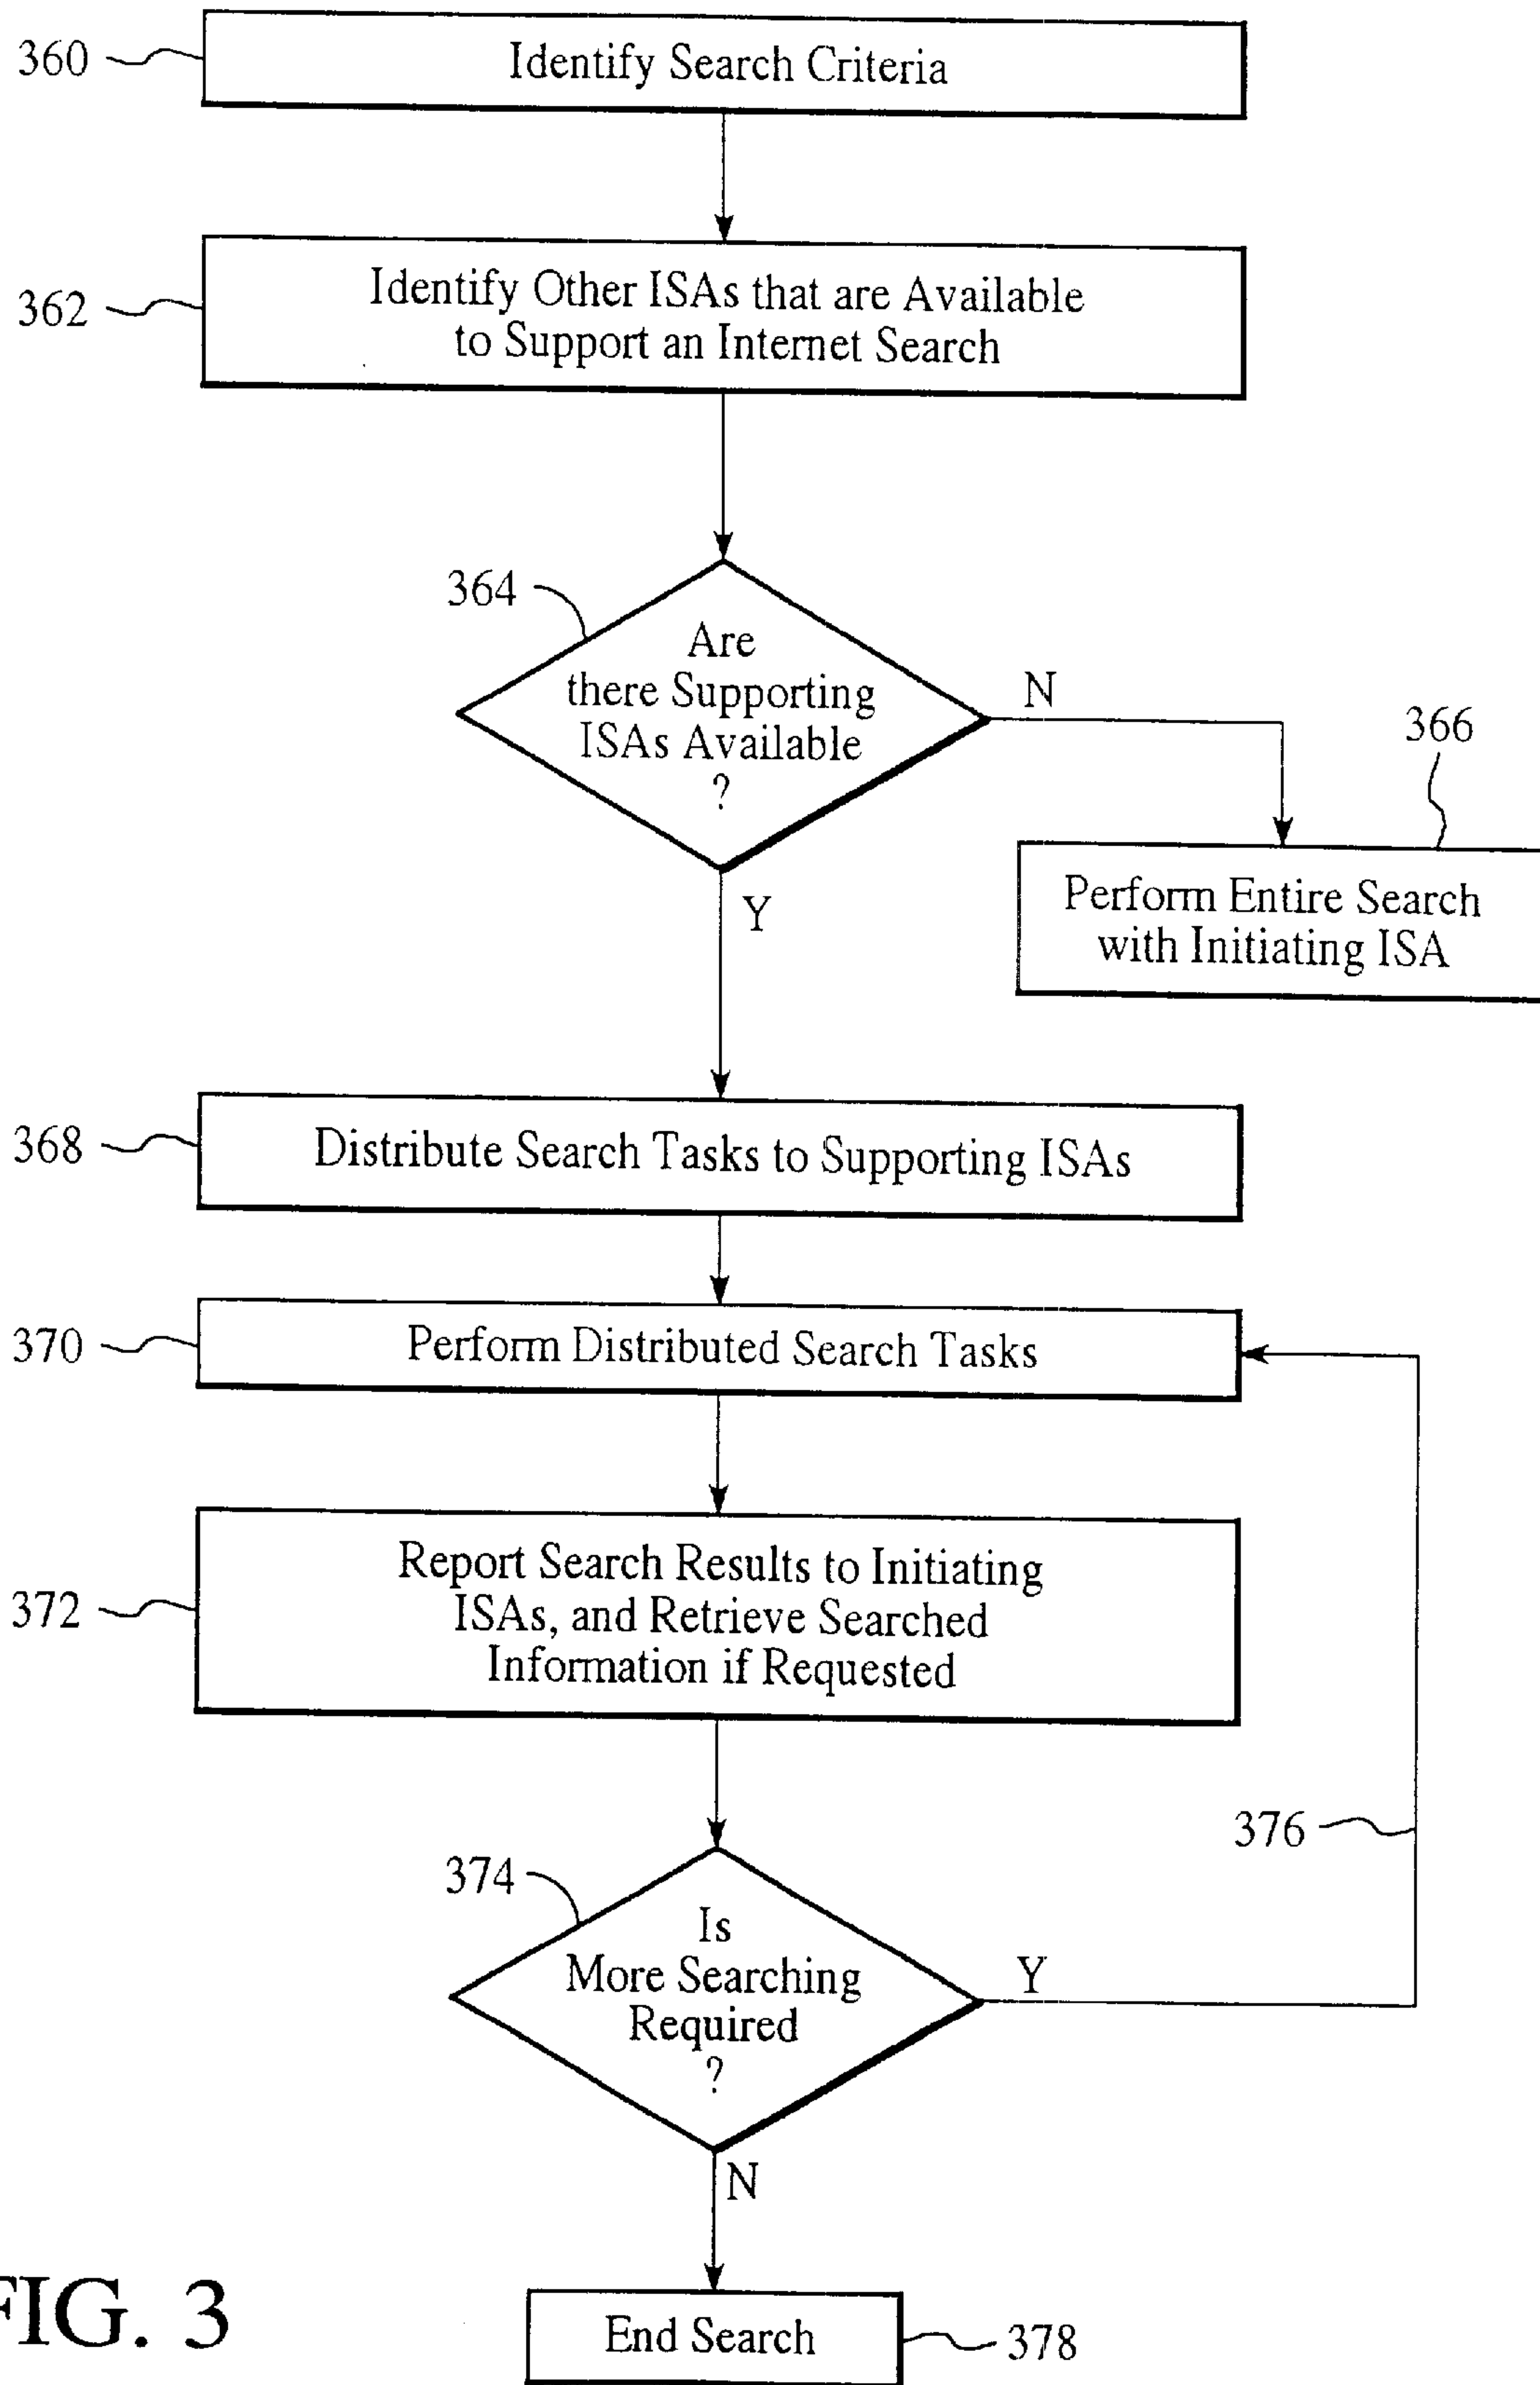 360
Identify Search Criteria
362
Identify Other ISAs that are Available
to Support an Internet Search
364
Are
there Supporting
ISAs Available
?
N
366
Perform Entire Search
with Initiating ISA
Y
368
Distribute Search Tasks to Supporting ISAs
370
Perform Distributed Search Tasks
372
Report Search Results to Initiating
ISAs, and Retrieve Searched
Information if Requested
376
374
Is
More Searching
Required
?
Y
N
FIG. 3
End Search
378